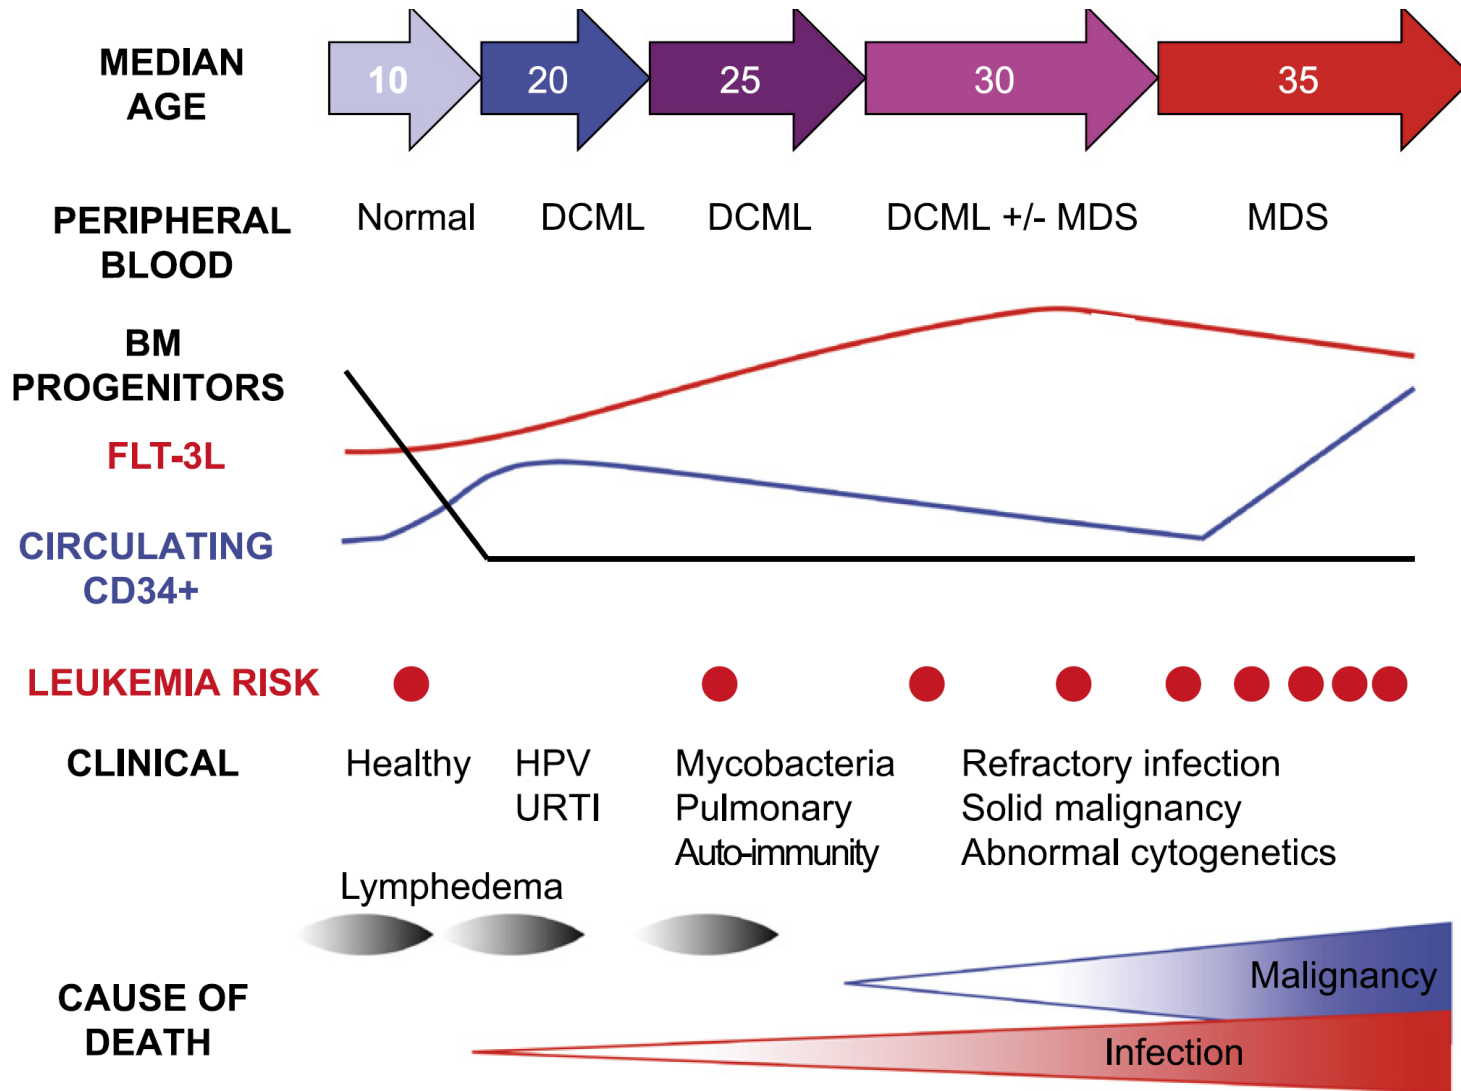 MEDIAN
AGE
10 20 25 30 35
PERIPHERAL
BLOOD
Normal DCML DCML DCML +/- MDS MDS
BM
PROGENITORS
FLT-3L
CIRCULATING
CD34+
LEUKEMIA RISK
CLINICAL
Healthy
HPV
URTI
Mycobacteria
Pulmonary
Auto-immunity
Refractory infection
Solid malignancy
Abnormal cytogenetics
Lymphedema
CAUSE OF
DEATH
Malignancy
Infection